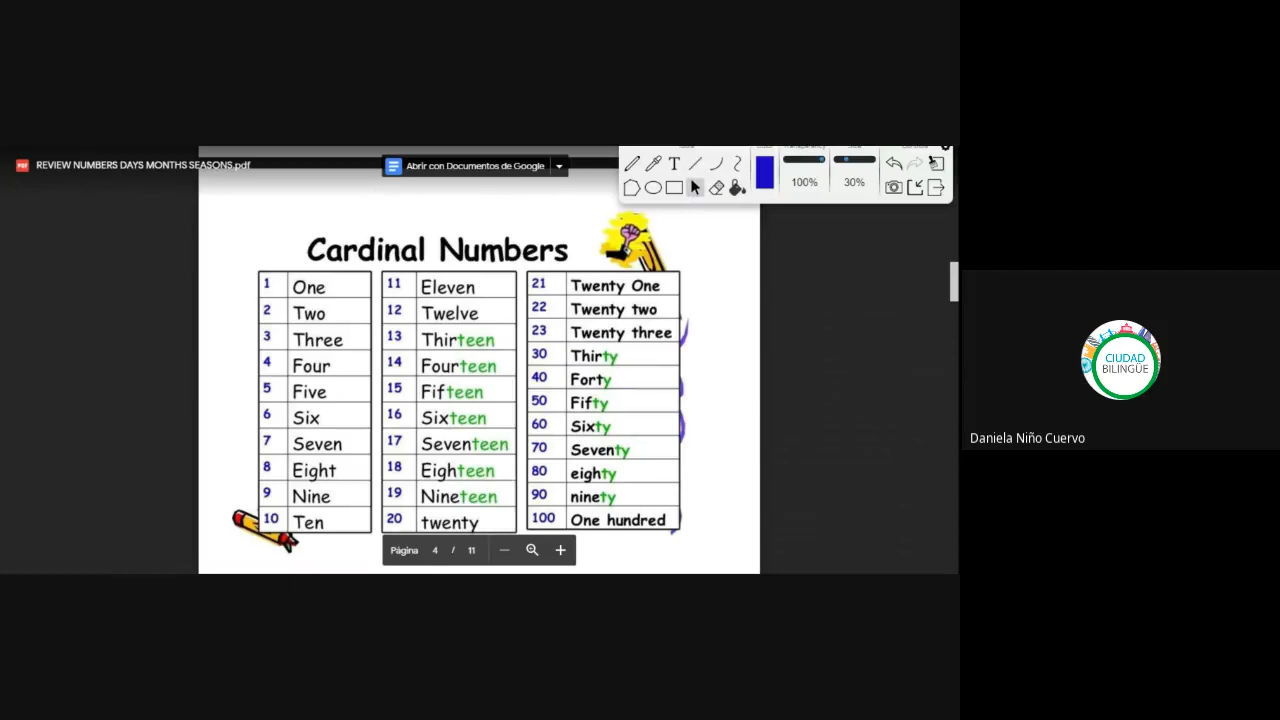 REVIEW NUMBERS DAYS MONTHS SEASONS.pdf
Abrir con Documentos de Google
T
100%
30%
Cardinal Numbers
1 One
2 Two
3 Three
4 Four
5 Five
6 Six
7 Seven
8 Eight
9 Nine
10 Ten
11 Eleven
12 Twelve
13 Thirteen
14 Fourteen
15 Fifteen
16 Sixteen
17 Seventeen
18 Eighteen
19 Nineteen
20 twenty
21 Twenty One
22 Twenty two
23 Twenty three
30 Thirty
40 Forty
50 Fifty
60 Sixty
70 Seventy
80 eighty
90 ninety
100 One hundred
Página 4 / 11
CIUDAD
BILINGÜE
Daniela Niño Cuervo